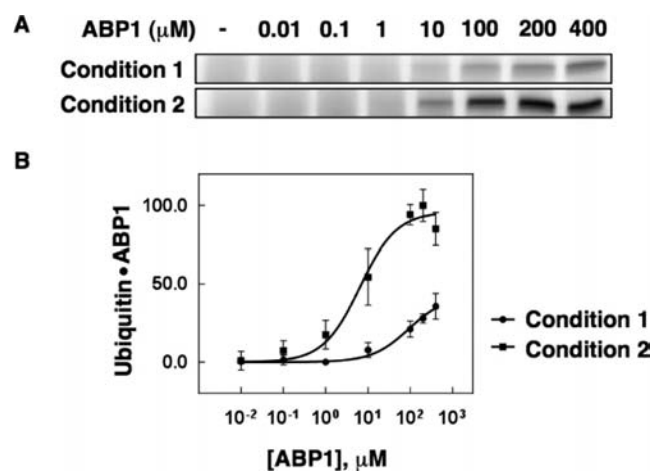 A
ABP1 (μM) - 0.01 0.1 1 10 100 200 400
Condition 1
Condition 2
B
Ubiquitin•ABP1
100.0
50.0
0.0
10⁻² 10⁻¹ 10⁰ 10¹ 10² 10³
[ABP1], μM
Condition 1
Condition 2